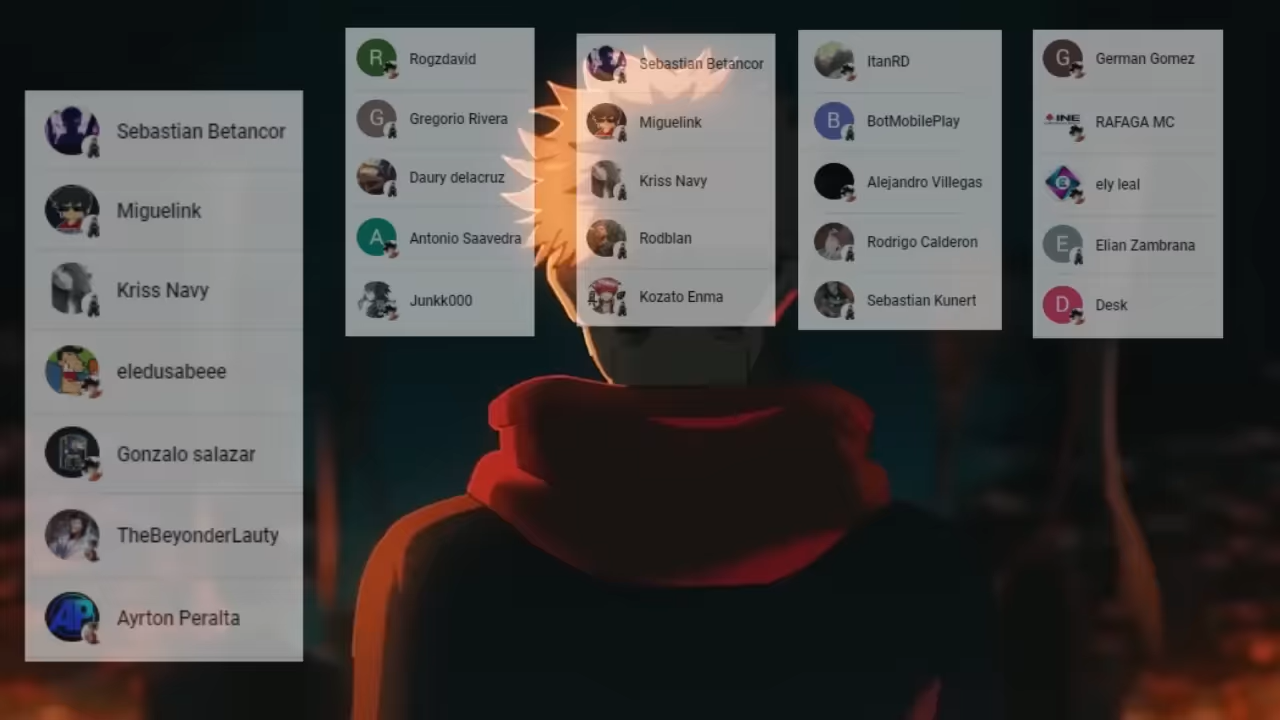 Sebastian Betancor
Miguelink
Kriss Navy
eledusabeee
Gonzalo salazar
TheBeyonderLauty
AP
Ayrton Peralta
R
Rogzdavid
G
Gregorio Rivera
Daury delacruz
A
Antonio Saavedra
Junkk000
Sebastian Betancor
Miguelink
Kriss Navy
Rodblan
Kozato Enma
ItanRD
B
BotMobilePlay
Alejandro Villegas
Rodrigo Calderon
Sebastian Kunert
G
German Gomez
INE
RAFAGA MC
ely leal
E
Elian Zambrana
D
Desk